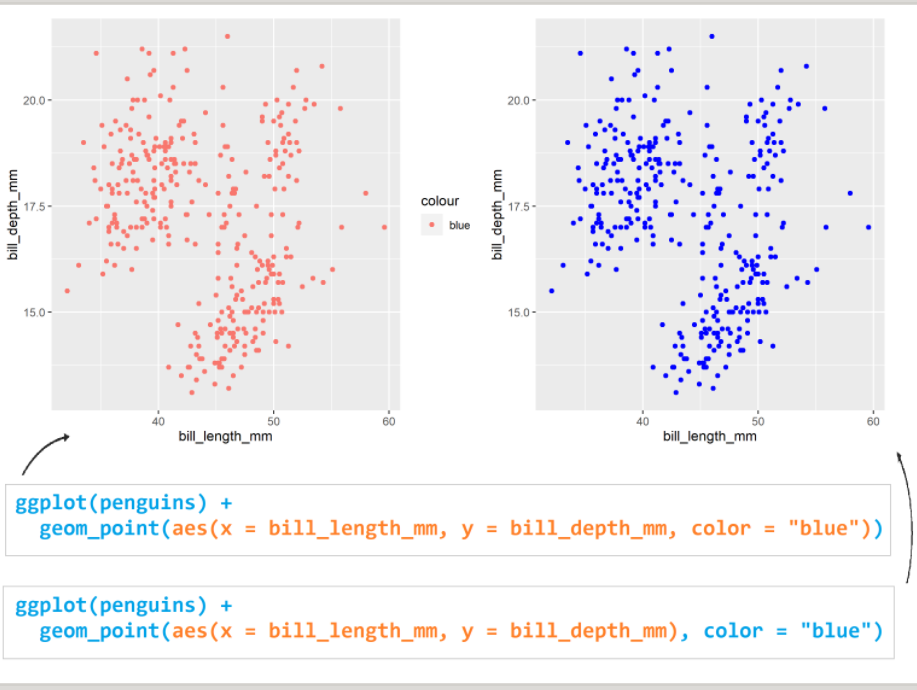 20.0
17.5
15.0
bill_depth_mm
40 50 60
bill_length_mm
colour
blue
20.0
17.5
15.0
bill_depth_mm
40 50 60
bill_length_mm
ggplot(penguins) +
geom_point(aes(x = bill_length_mm, y = bill_depth_mm, color = "blue"))
ggplot(penguins) +
geom_point(aes(x = bill_length_mm, y = bill_depth_mm), color = "blue")